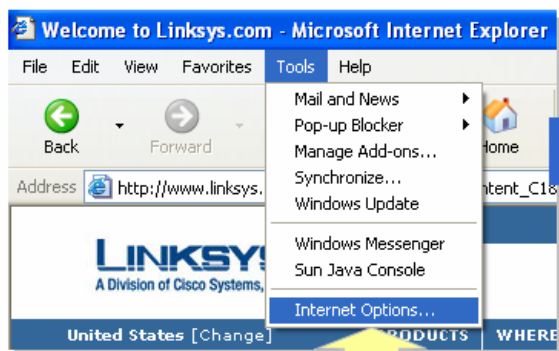 Welcome to Linksys.com - Microsoft Internet Explorer
File Edit View Favorites Tools Help
Mail and News
Pop-up Blocker
Manage Add-ons...
Synchronize...
Windows Update
Windows Messenger
Sun Java Console
Internet Options...
Back Forward Home
Address http://www.linksys. ntent_C18
LINKSYS
A Division of Cisco Systems,
United States [Change] PRODUCTS WHERE